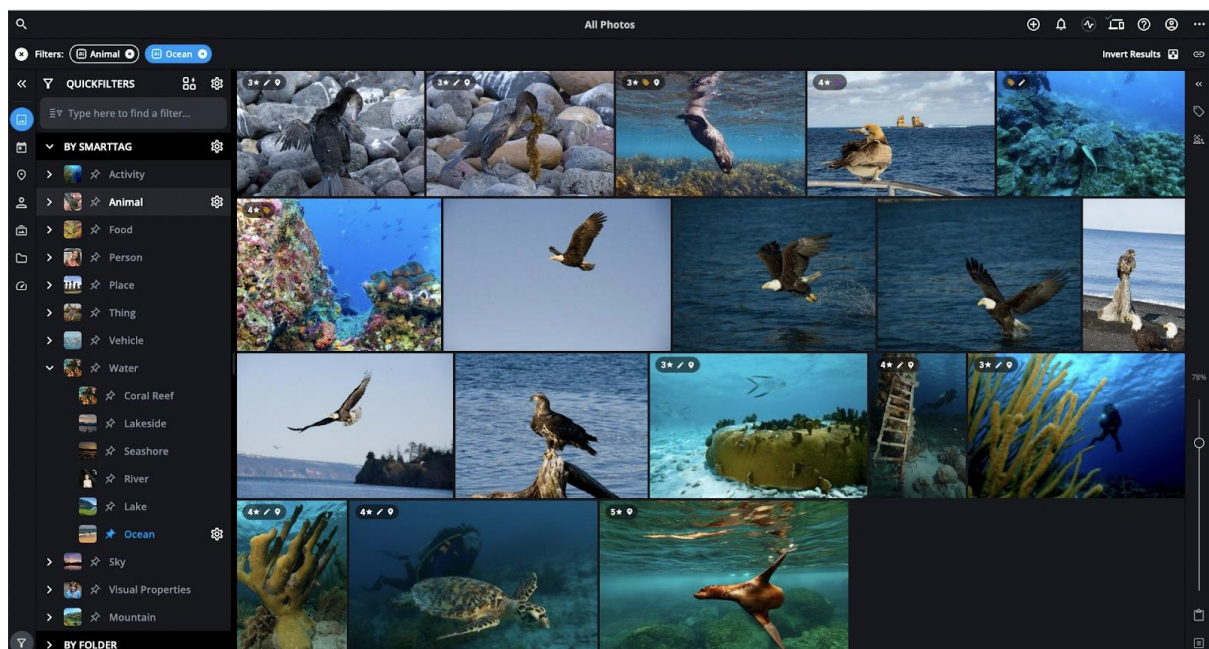 All Photos
Filters: Animal Ocean Invert Results
QUICKFILTERS
Type here to find a filter...
BY SMARTTAG
Activity
Animal
Food
Person
Place
Thing
Vehicle
Water
Coral Reef
Lakeside
Seashore
River
Lake
Ocean
Sky
Visual Properties
Mountain
BY FOLDER
3★
3★
3★
4★
4★
3★
4★
3★
78%
4★
4★
5★